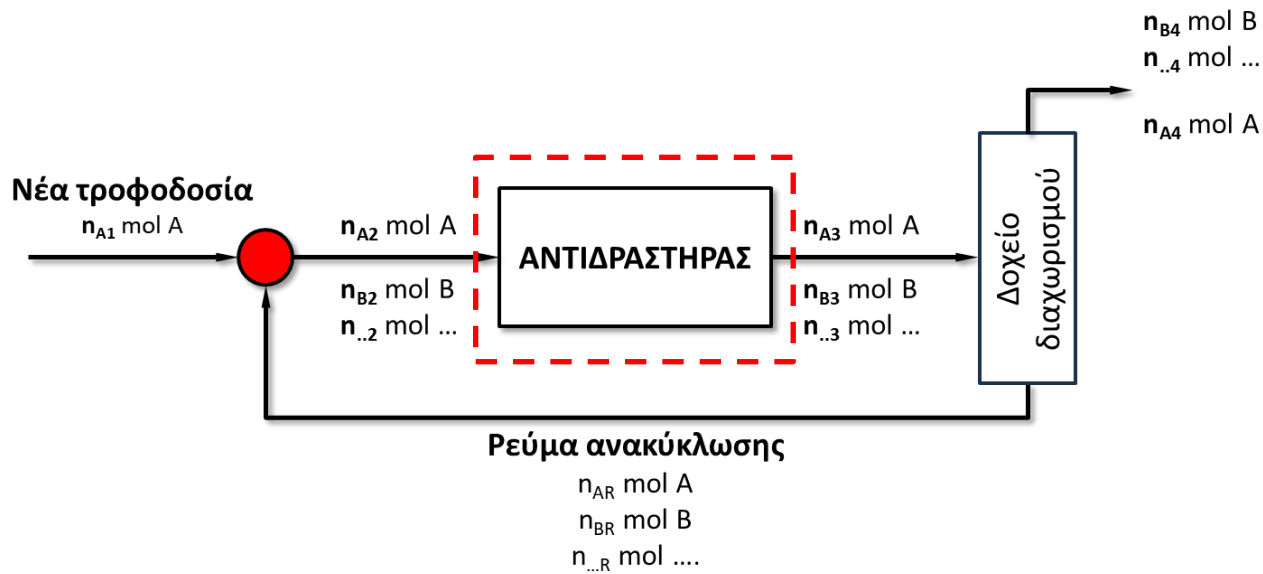 n_B4 mol B
n_..4 mol …
n_A4 mol A
Νέα τροφοδοσία
n_A1 mol A
n_A2 mol A
n_B2 mol B
n_..2 mol …
ΑΝΤΙΔΡΑΣΤΗΡΑΣ
n_A3 mol A
n_B3 mol B
n_..3 mol …
Δοχείο
διαχωρισμού
Ρεύμα ανακύκλωσης
n_AR mol A
n_BR mol B
n_...R mol ….